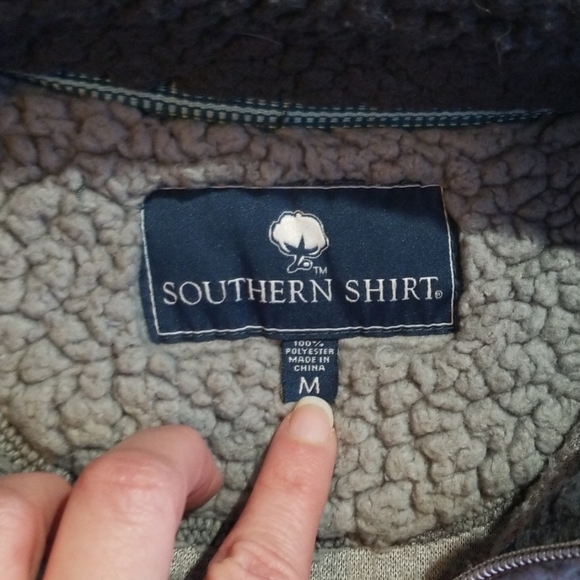 TM
SOUTHERN SHIRT®
100%
POLYESTER
MADE IN
CHINA
M